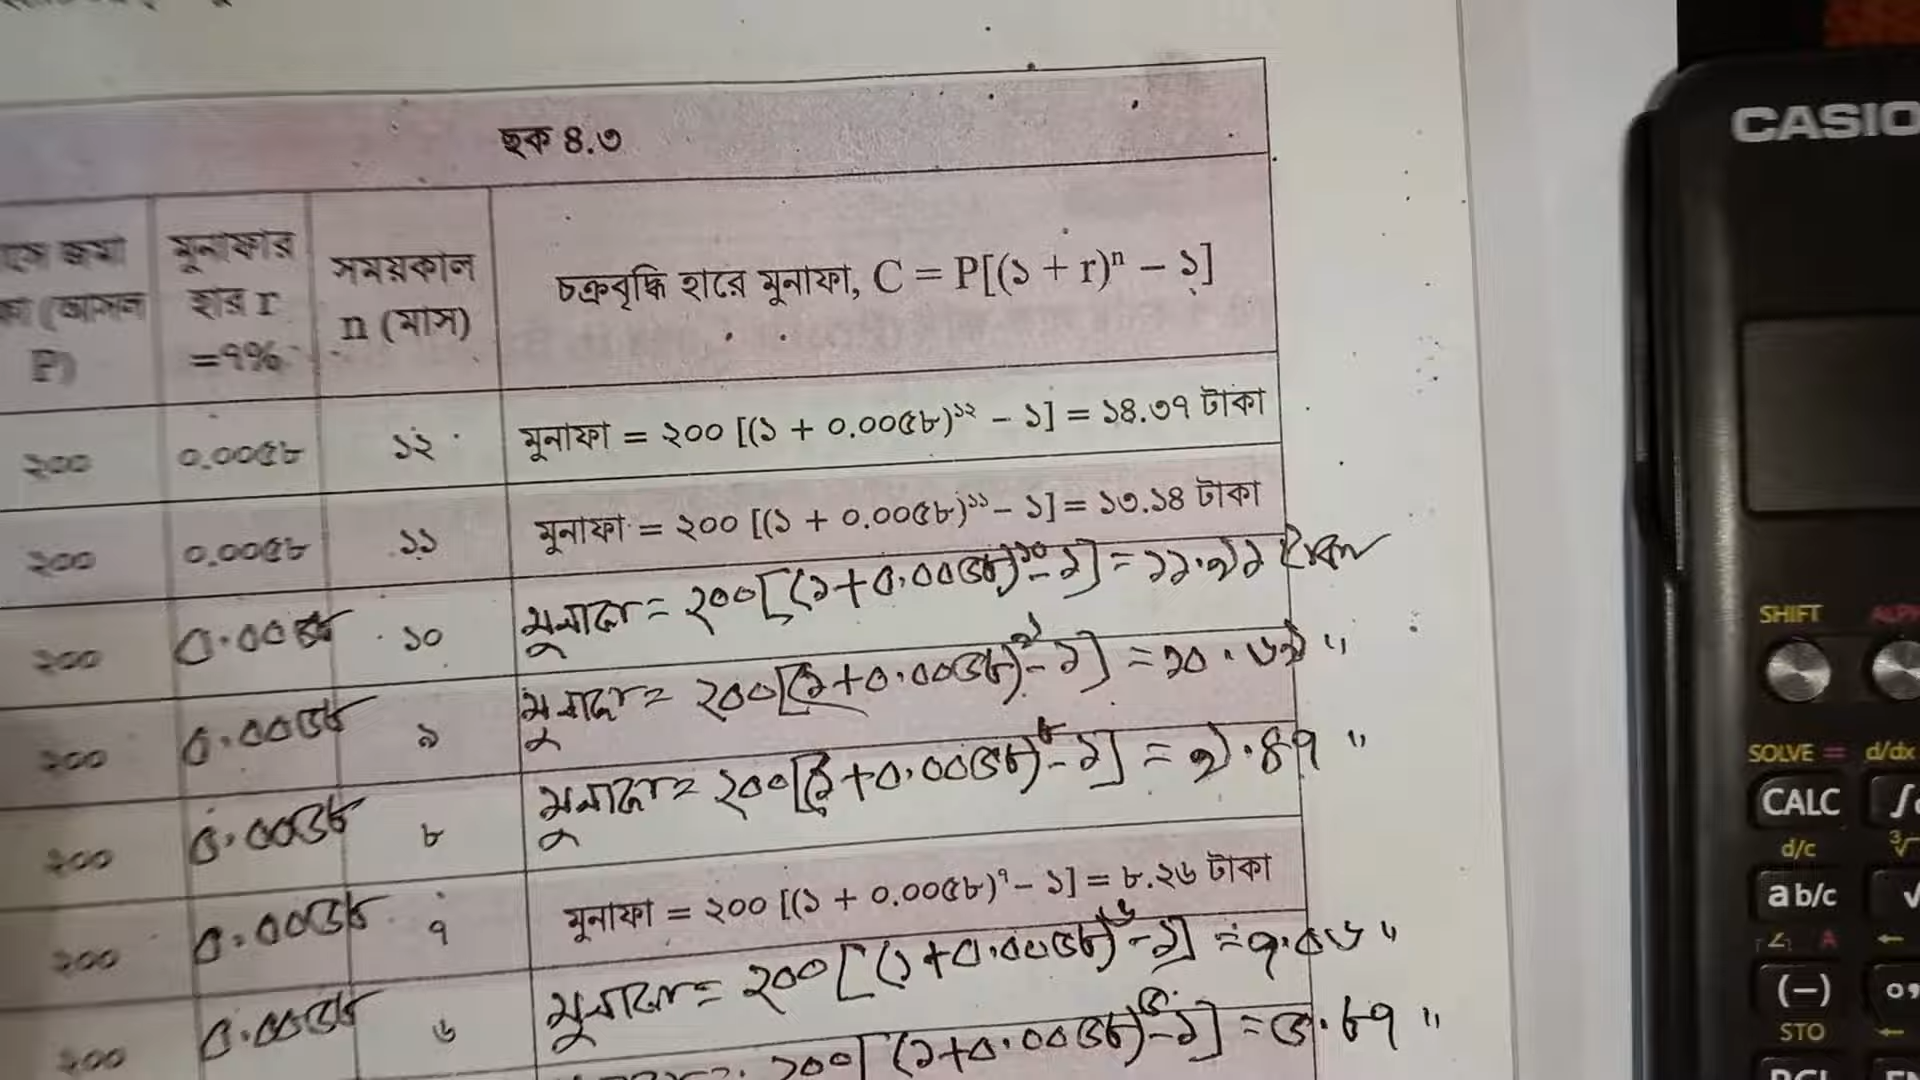 ছক ৪.৩
মুনাফার
হার r
=৭%
সময়কাল
n (মাস)
P)
চক্রবৃদ্ধি হারে মুনাফা, C = P[(১ + r)ⁿ – ১]
২০০ ০.০০৫৮ ১২ মুনাফা = ২০০ [(১ + ০.০০৫৮)¹² – ১] = ১৪.৩৭ টাকা
২০০ ০.০০৫৮ ১১ মুনাফা = ২০০ [(১ + ০.০০৫৮)¹¹ – ১] = ১৩.১৪ টাকা
২০০ ০.০০৫৮ ১০ মুনাফা = ২০০[(১+০.০০৫৮)¹⁰-১] = ১১.৯১ টাকা
২০০ ০.০০৫৮ ৯ মুনাফা = ২০০[(১+০.০০৫৮)⁹-১] = ১০.৬৯ "
২০০ ০.০০৫৮ ৮ মুনাফা = ২০০[(১+০.০০৫৮)⁸-১] = ৯.৪৭ "
২০০ ০.০০৫৮ ৭ মুনাফা = ২০০ [(১ + ০.০০৫৮)⁷ – ১] = ৮.২৬ টাকা
২০০ ০.০০৫৮ ৬ মুনাফা = ২০০[(১+০.০০৫৮)⁶-১] = ৭.০৬ "
২০০[(১+০.০০৫৮)⁵-১] = ৫.৮৭ "
CASIO
SHIFT
SOLVE = d/dx
CALC
d/c
ab/c
∠ A ←
(−)
STO ←